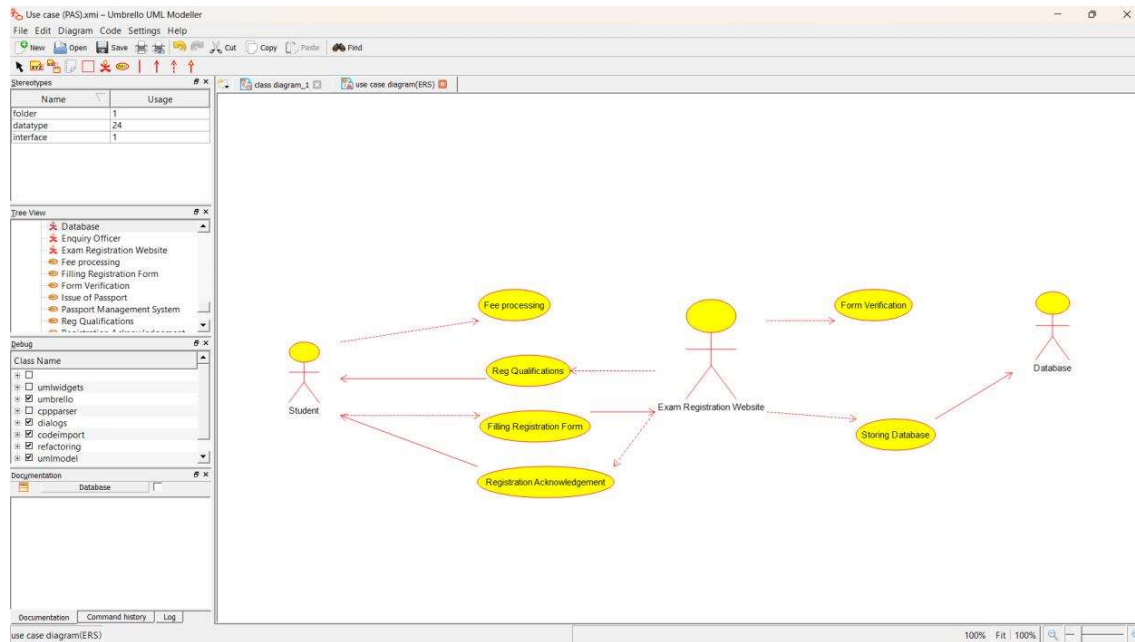 Use case (PAS).xmi – Umbrello UML Modeller
File Edit Diagram Code Settings Help
New Open Save Cut Copy Paste Find
Stereotypes
class diagram_1 use case diagram(ERS)
Name Usage
folder 1
datatype 24
interface 1
Tree View
Database
Enquiry Officer
Exam Registration Website
Fee processing
Filling Registration Form
Form Verification
Issue of Passport
Passport Management System
Reg Qualifications
Registration Acknowledgement
Debug
Class Name
umlwidgets
umbrello
cppparser
dialogs
codeimport
refactoring
umlmodel
Documentation
Database
Documentation Command history Log
use case diagram(ERS)
100% Fit 100%
Fee processing
Form Verification
Reg Qualifications
Database
Student
Exam Registration Website
Filling Registration Form
Storing Database
Registration Acknowledgement